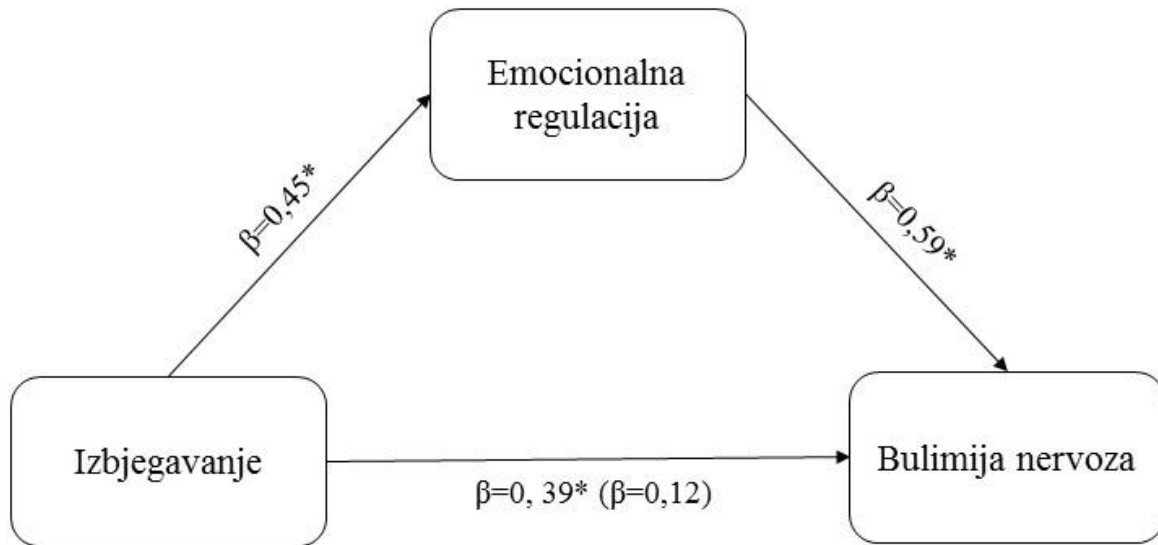 Emocionalna
regulacija
β=0,45*
β=0,59*
Izbjegavanje
Bulimija nervoza
β=0, 39* (β=0,12)